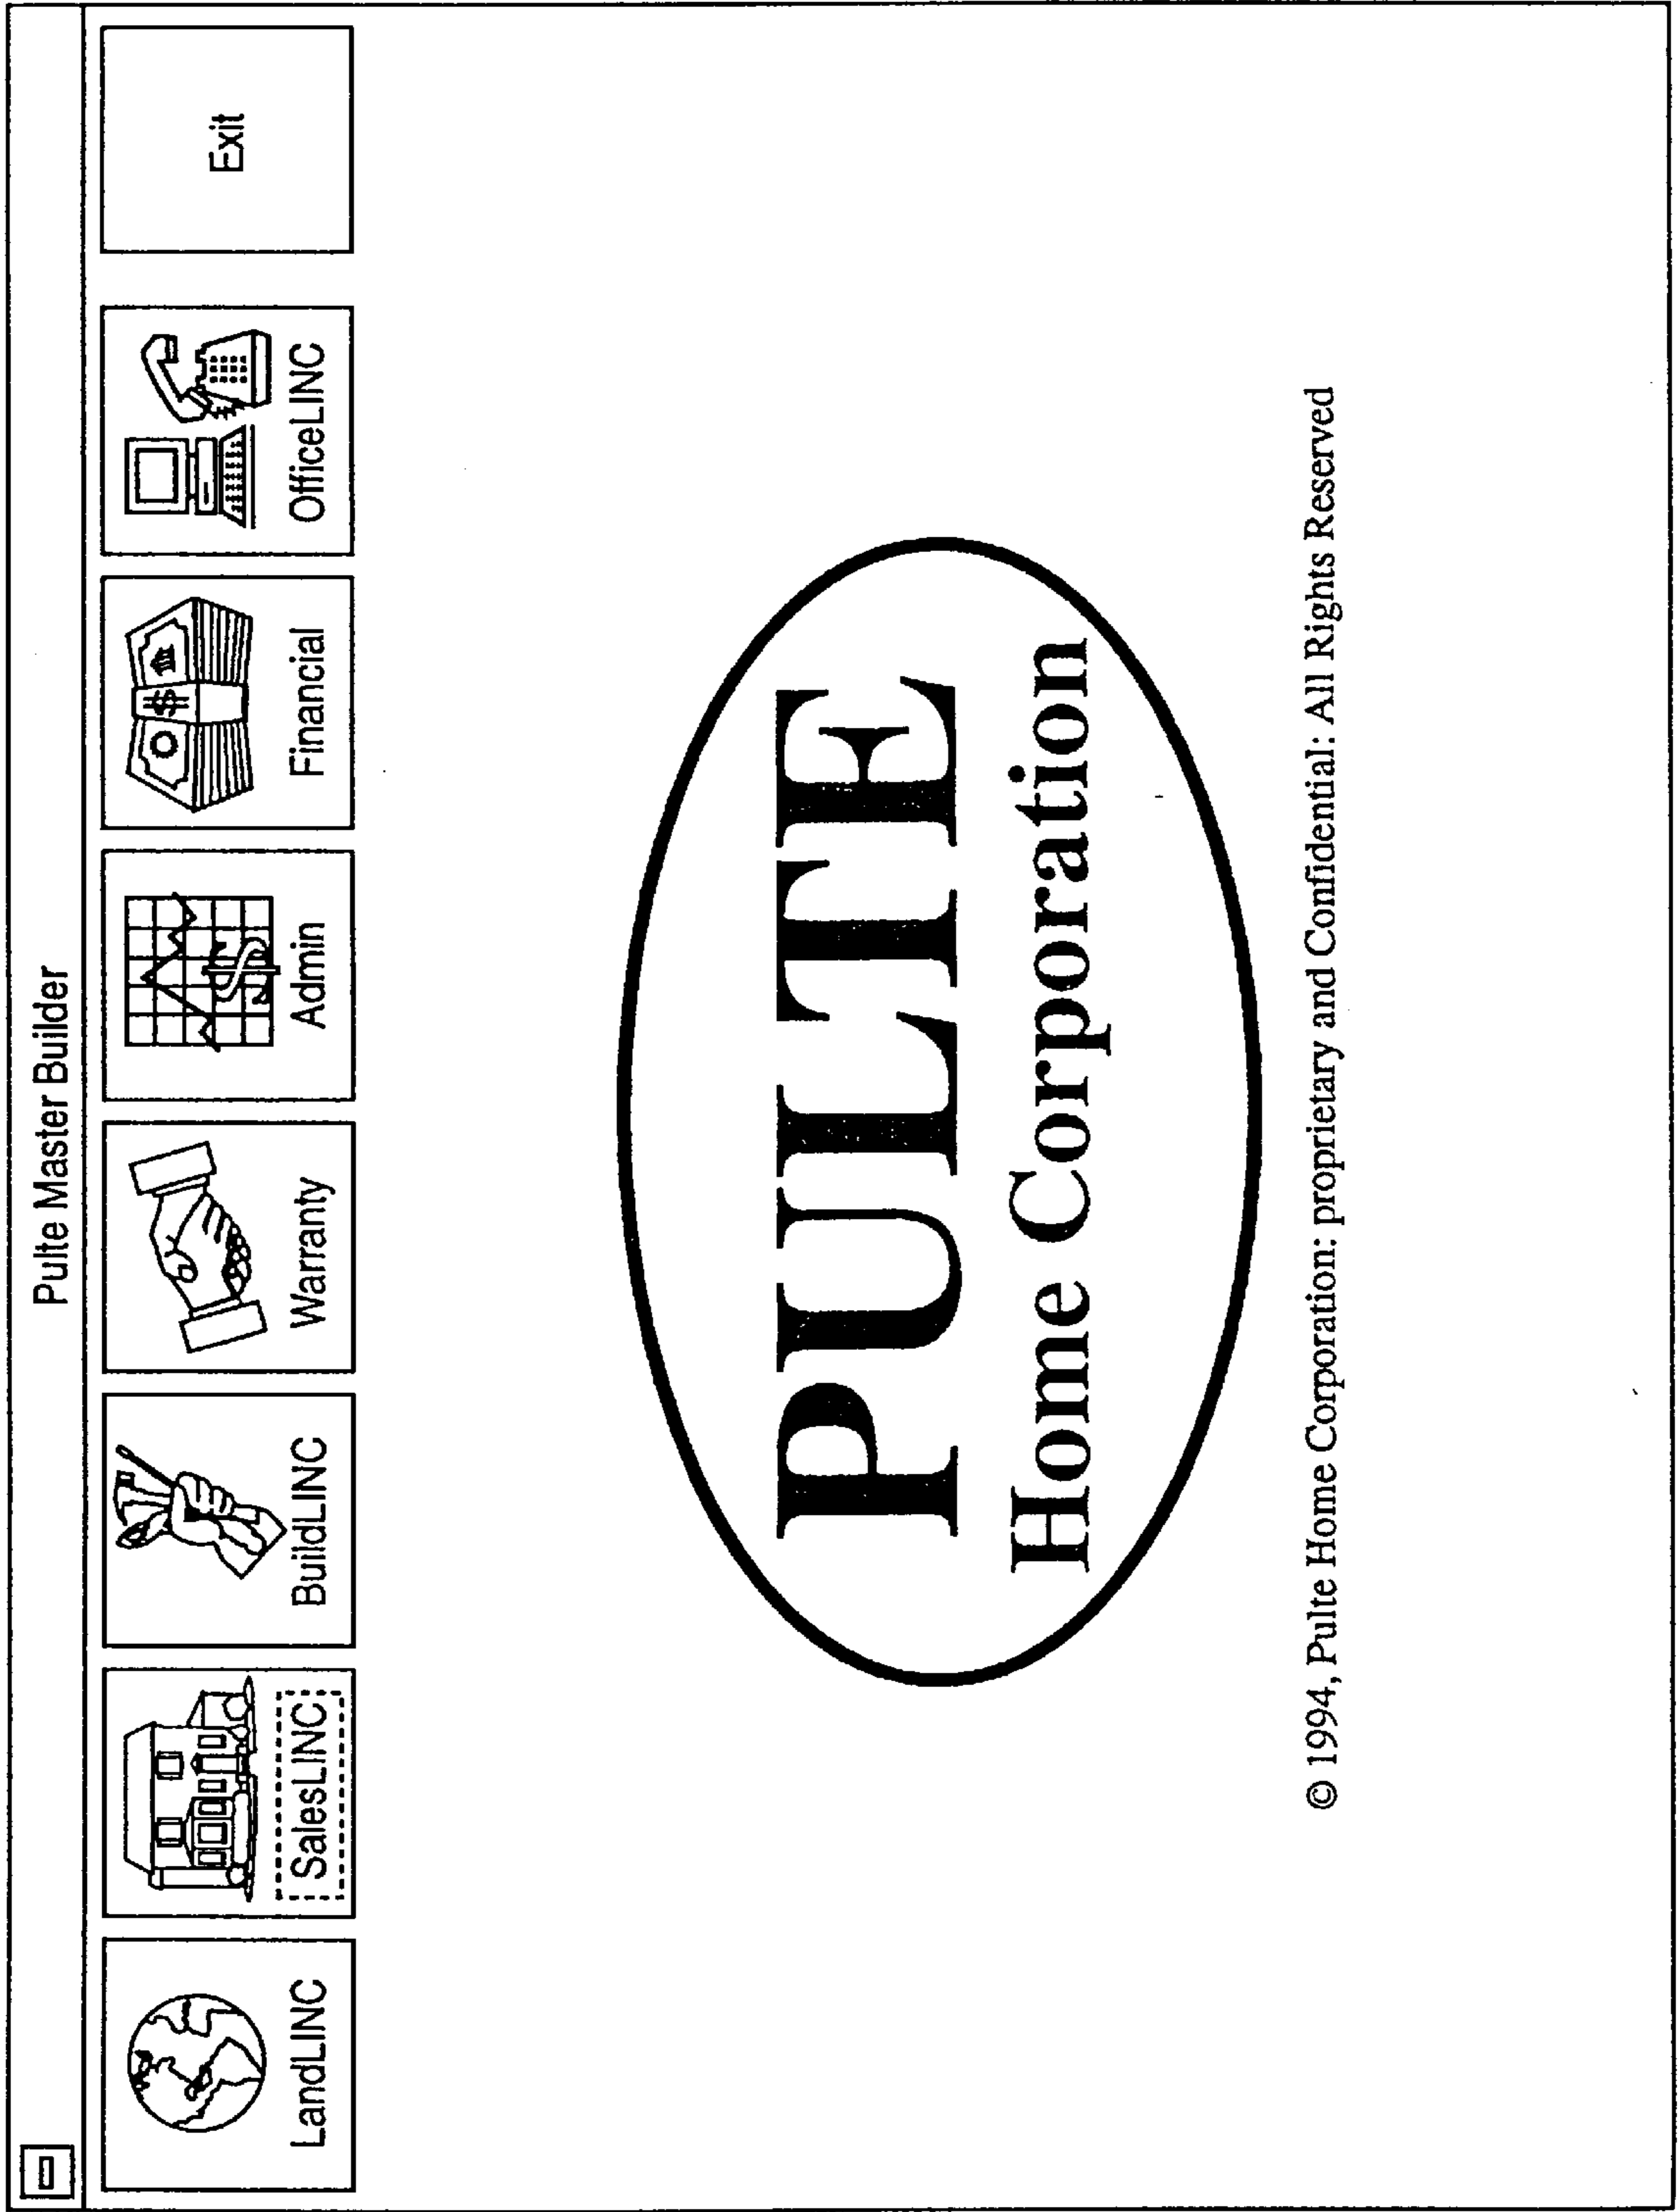 Pulte Master Builder
LandLINC
SalesLINC
BuildLINC
Warranty
Admin
Financial
OfficeLINC
Exit
PULTE
Home Corporation
© 1994, Pulte Home Corporation: proprietary and Confidential: All Rights Reserved